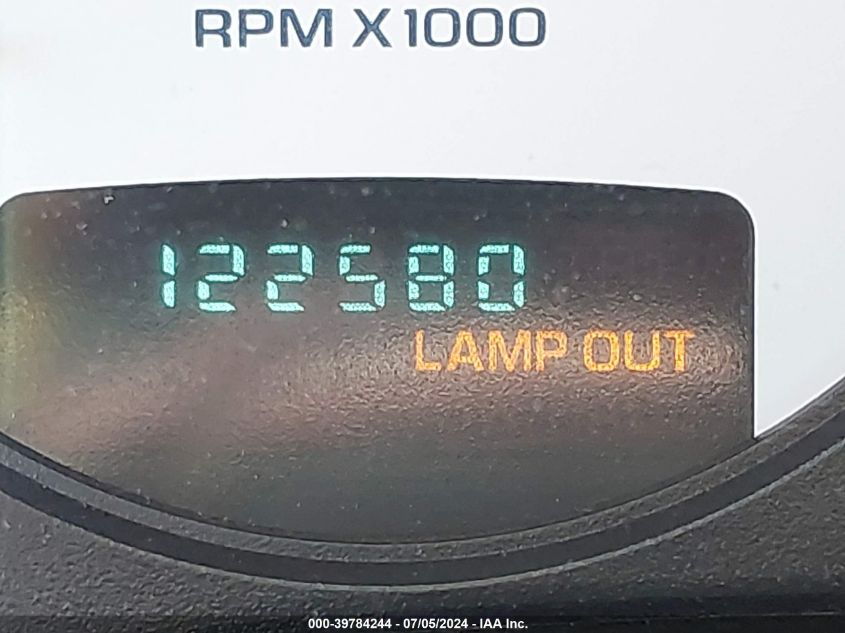 RPM X1000
122580
LAMP OUT
000-39784244 - 07/05/2024 - IAA Inc.